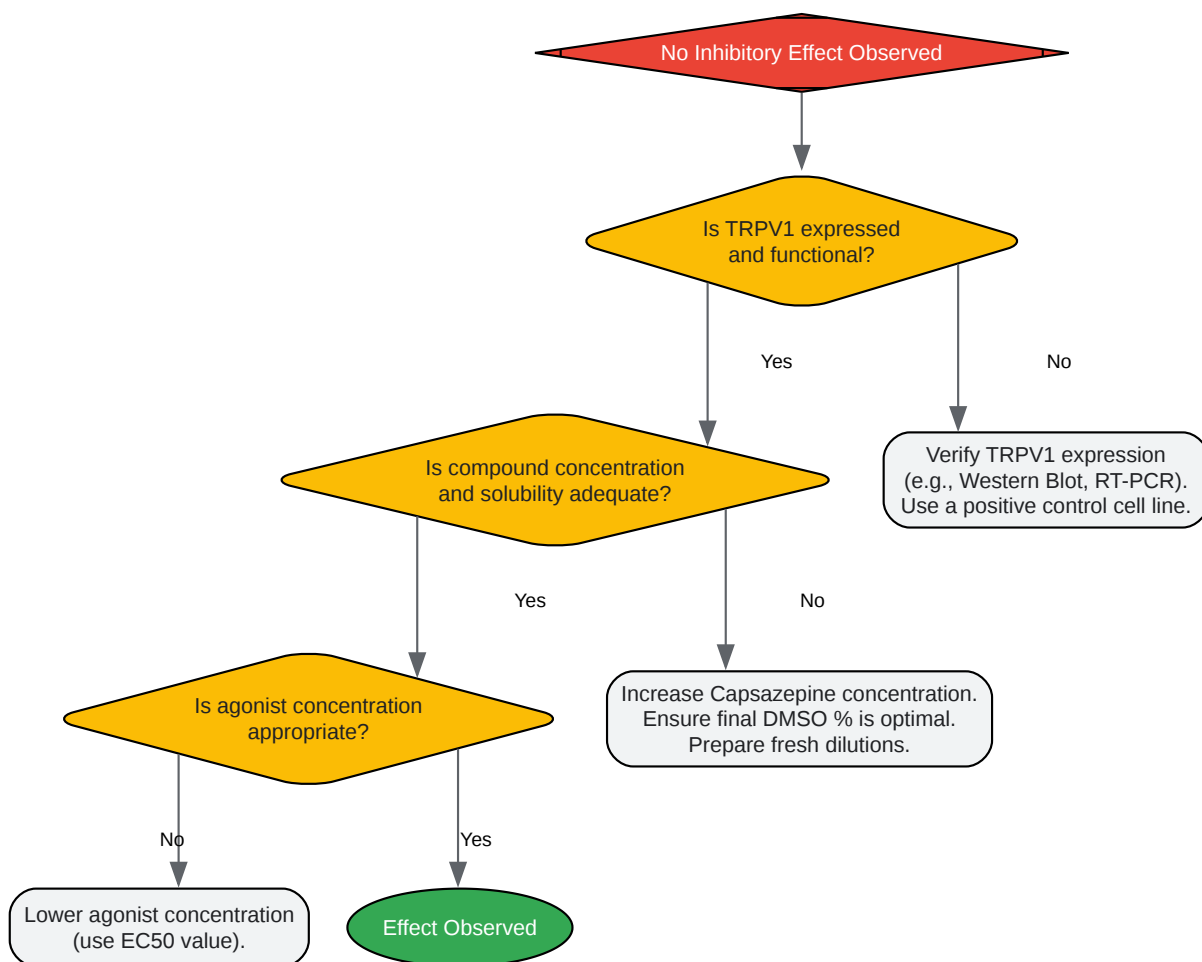 No Inhibitory Effect Observed
Is TRPV1 expressed
and functional?
Yes
No
Verify TRPV1 expression
(e.g., Western Blot, RT-PCR).
Use a positive control cell line.
Is compound concentration
and solubility adequate?
Yes
No
Increase Capsazepine concentration.
Ensure final DMSO % is optimal.
Prepare fresh dilutions.
Is agonist concentration
appropriate?
No
Yes
Lower agonist concentration
(use EC50 value).
Effect Observed